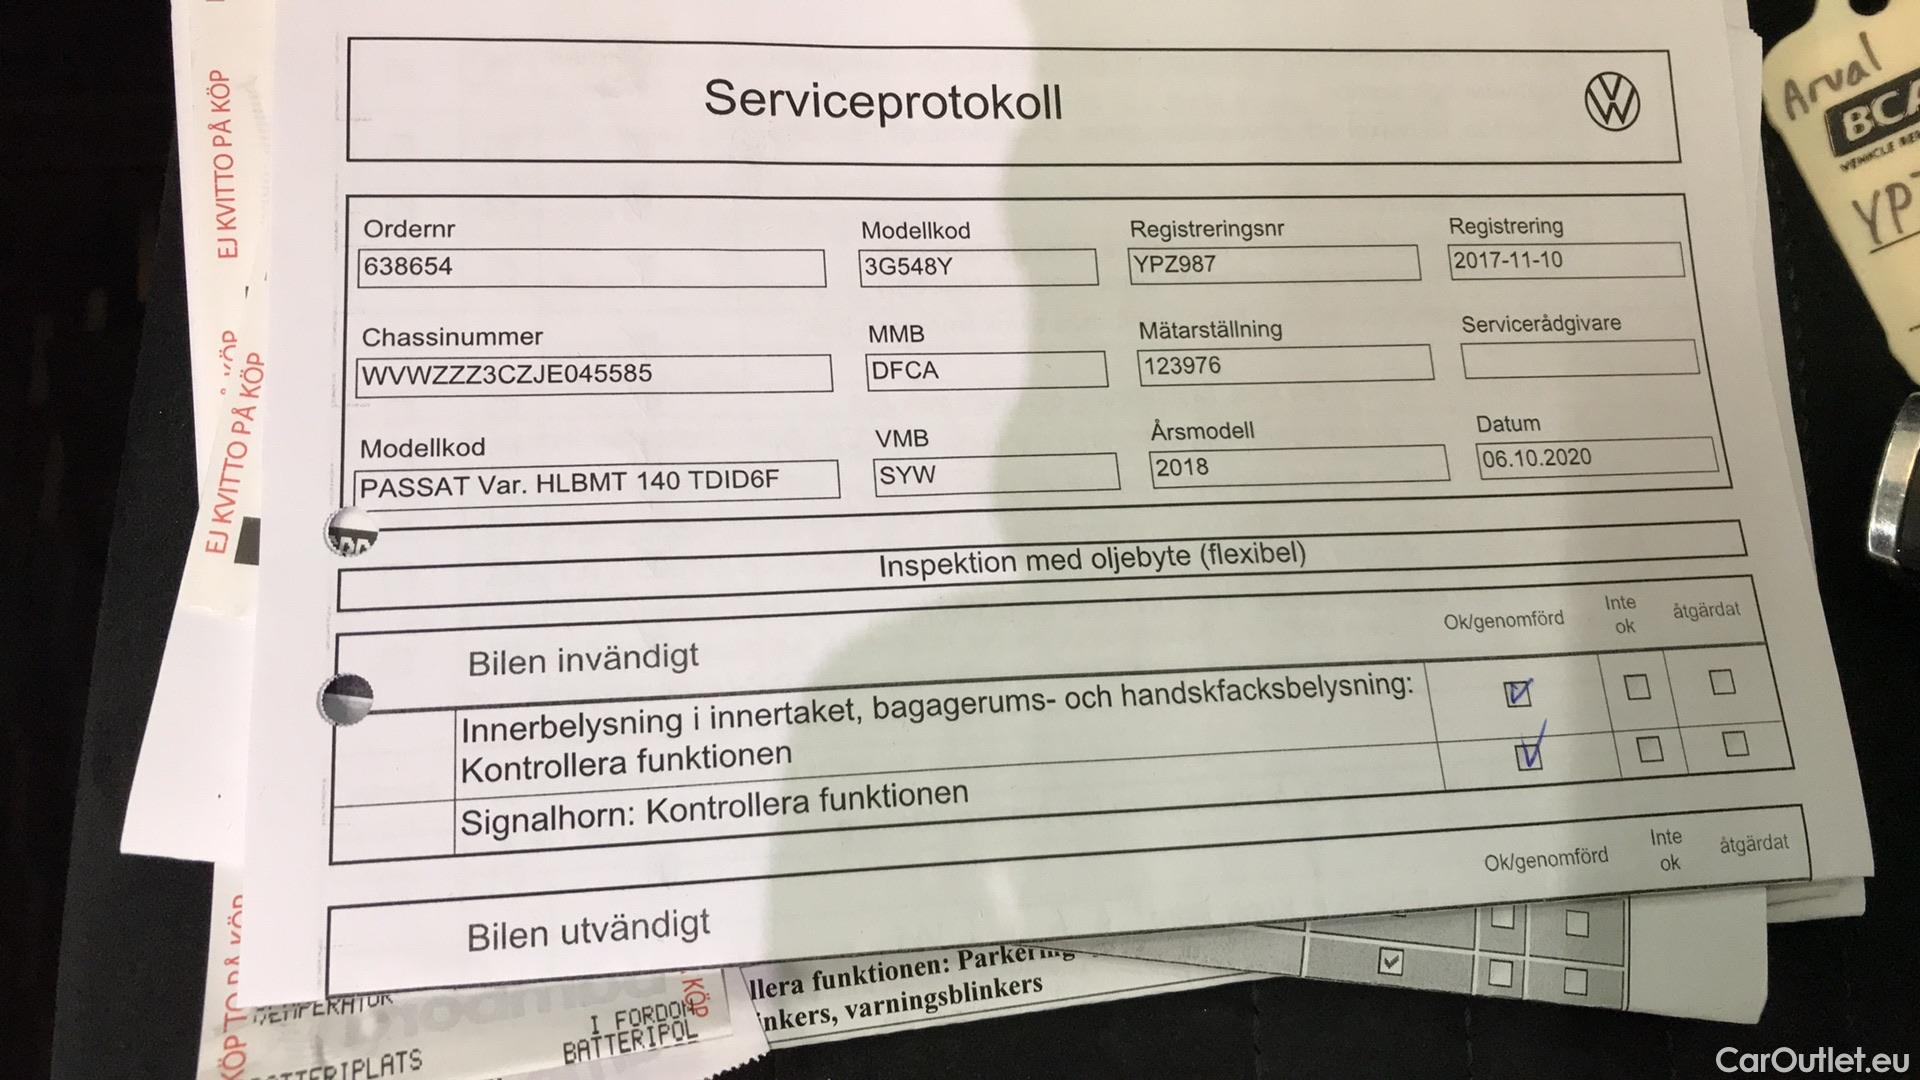 Serviceprotokoll
Ordernr
638654
Modellkod
3G548Y
Registreringsnr
YPZ987
Registrering
2017-11-10
Chassinummer
WVWZZZ3CZJE045585
MMB
DFCA
Mätarställning
123976
Servicerådgivare
Modellkod
PASSAT Var. HLBMT 140 TDID6F
VMB
SYW
Årsmodell
2018
Datum
06.10.2020
Inspektion med oljebyte (flexibel)
Bilen invändigt
Ok/genomförd
Inte
ok
åtgärdat
Innerbelysning i innertaket, bagagerums- och handskfacksbelysning:
Kontrollera funktionen
Signalhorn: Kontrollera funktionen
Bilen utvändigt
Ok/genomförd
Inte
ok
åtgärdat
llera funktionen: Parkering
inkers, varningsblinkers
EJ KVITTO PÅ KÖP
EJ KVITTO PÅ KÖP
KÖP
I FORDON
BATTERIPOL
Arval
BCA
VEHICLE
YPZ
CarOutlet.eu